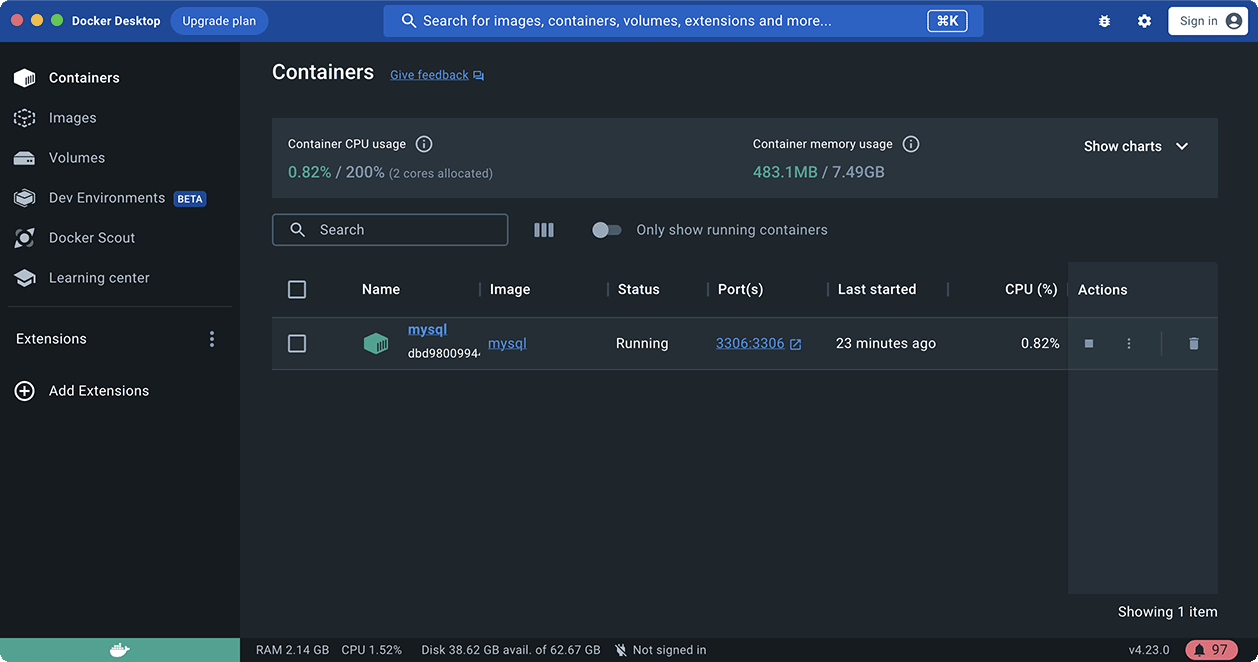 Docker Desktop Upgrade plan Search for images, containers, volumes, extensions and more... ⌘K Sign in
Containers
Images
Volumes
Dev Environments BETA
Docker Scout
Learning center
Extensions
Add Extensions
Containers Give feedback
Container CPU usage Container memory usage Show charts
0.82% / 200% (2 cores allocated) 483.1MB / 7.49GB
Search Only show running containers
Name Image Status Port(s) Last started CPU (%) Actions
mysql
mysql Running 3306:3306 23 minutes ago 0.82%
dbd9800994
Showing 1 item
RAM 2.14 GB CPU 1.52% Disk 38.62 GB avail. of 62.67 GB Not signed in v4.23.0 97